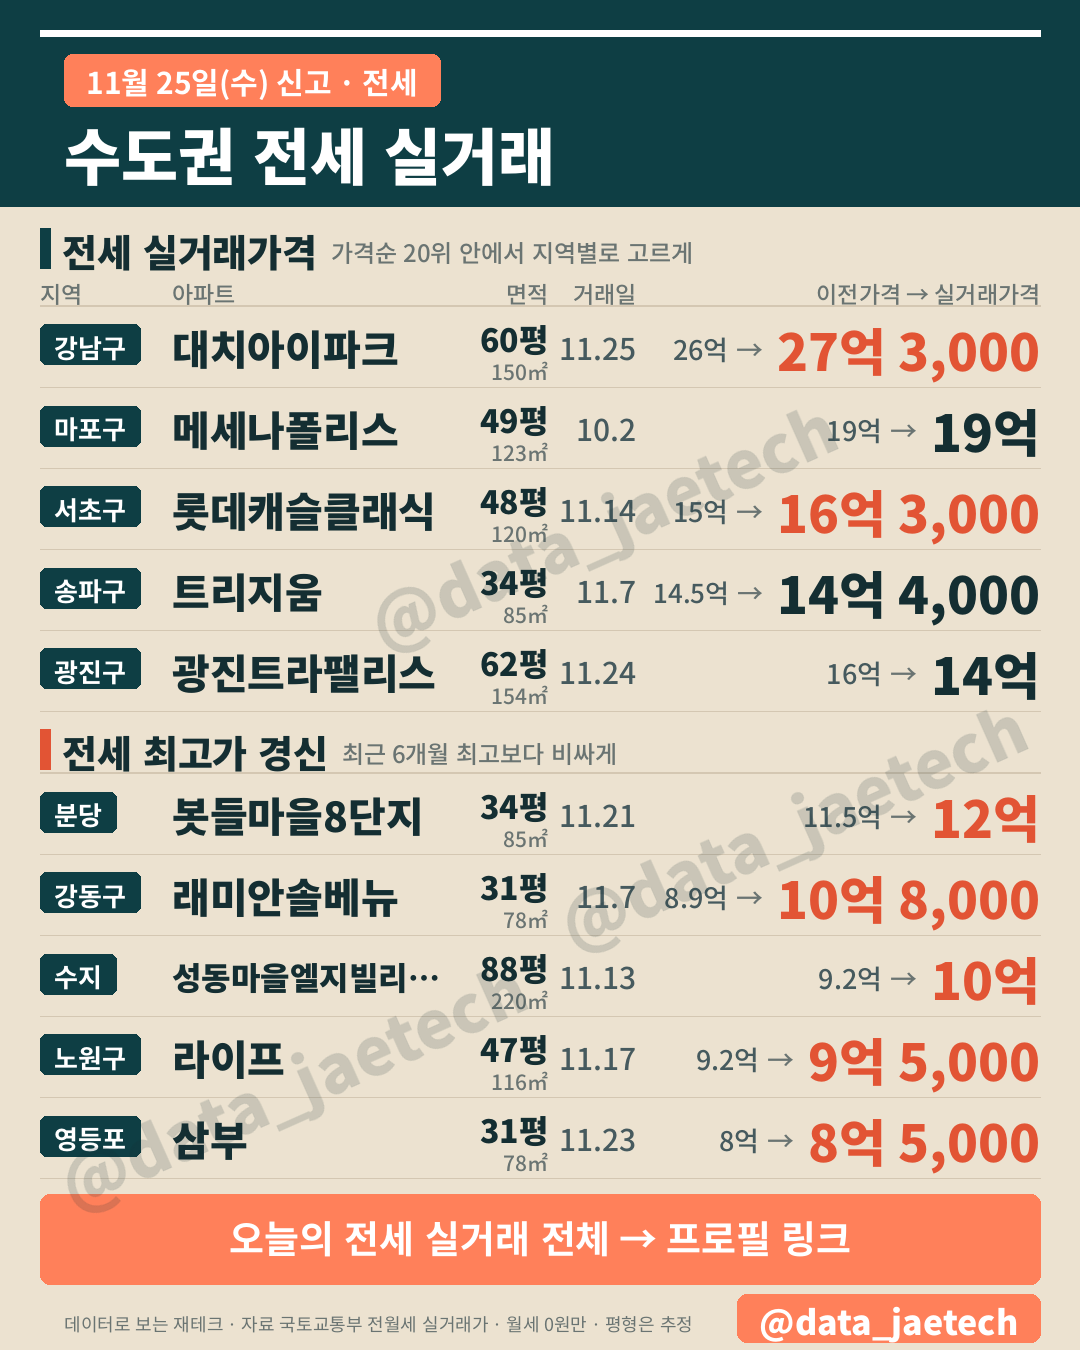 11월 25일(수) 신고 · 전세
수도권 전세 실거래
전세 실거래가격 가격순 20위 안에서 지역별로 고르게
지역 아파트 면적 거래일 이전가격 → 실거래가격
강남구 대치아이파크 60평 150㎡ 11.25 26억 → 27억 3,000
마포구 메세나폴리스 49평 123㎡ 10.2 19억 → 19억
서초구 롯데캐슬클래식 48평 120㎡ 11.14 15억 → 16억 3,000
송파구 트리지움 34평 85㎡ 11.7 14.5억 → 14억 4,000
광진구 광진트라팰리스 62평 154㎡ 11.24 16억 → 14억
전세 최고가 경신 최근 6개월 최고보다 비싸게
분당 봇들마을8단지 34평 85㎡ 11.21 11.5억 → 12억
강동구 래미안솔베뉴 31평 78㎡ 11.7 8.9억 → 10억 8,000
수지 성동마을엘지빌리… 88평 220㎡ 11.13 9.2억 → 10억
노원구 라이프 47평 116㎡ 11.17 9.2억 → 9억 5,000
영등포 삼부 31평 78㎡ 11.23 8억 → 8억 5,000
@data_jaetech
@data_jaetech
@data_jaetech
오늘의 전세 실거래 전체 → 프로필 링크
데이터로 보는 재테크 · 자료 국토교통부 전월세 실거래가 · 월세 0원만 · 평형은 추정
@data_jaetech